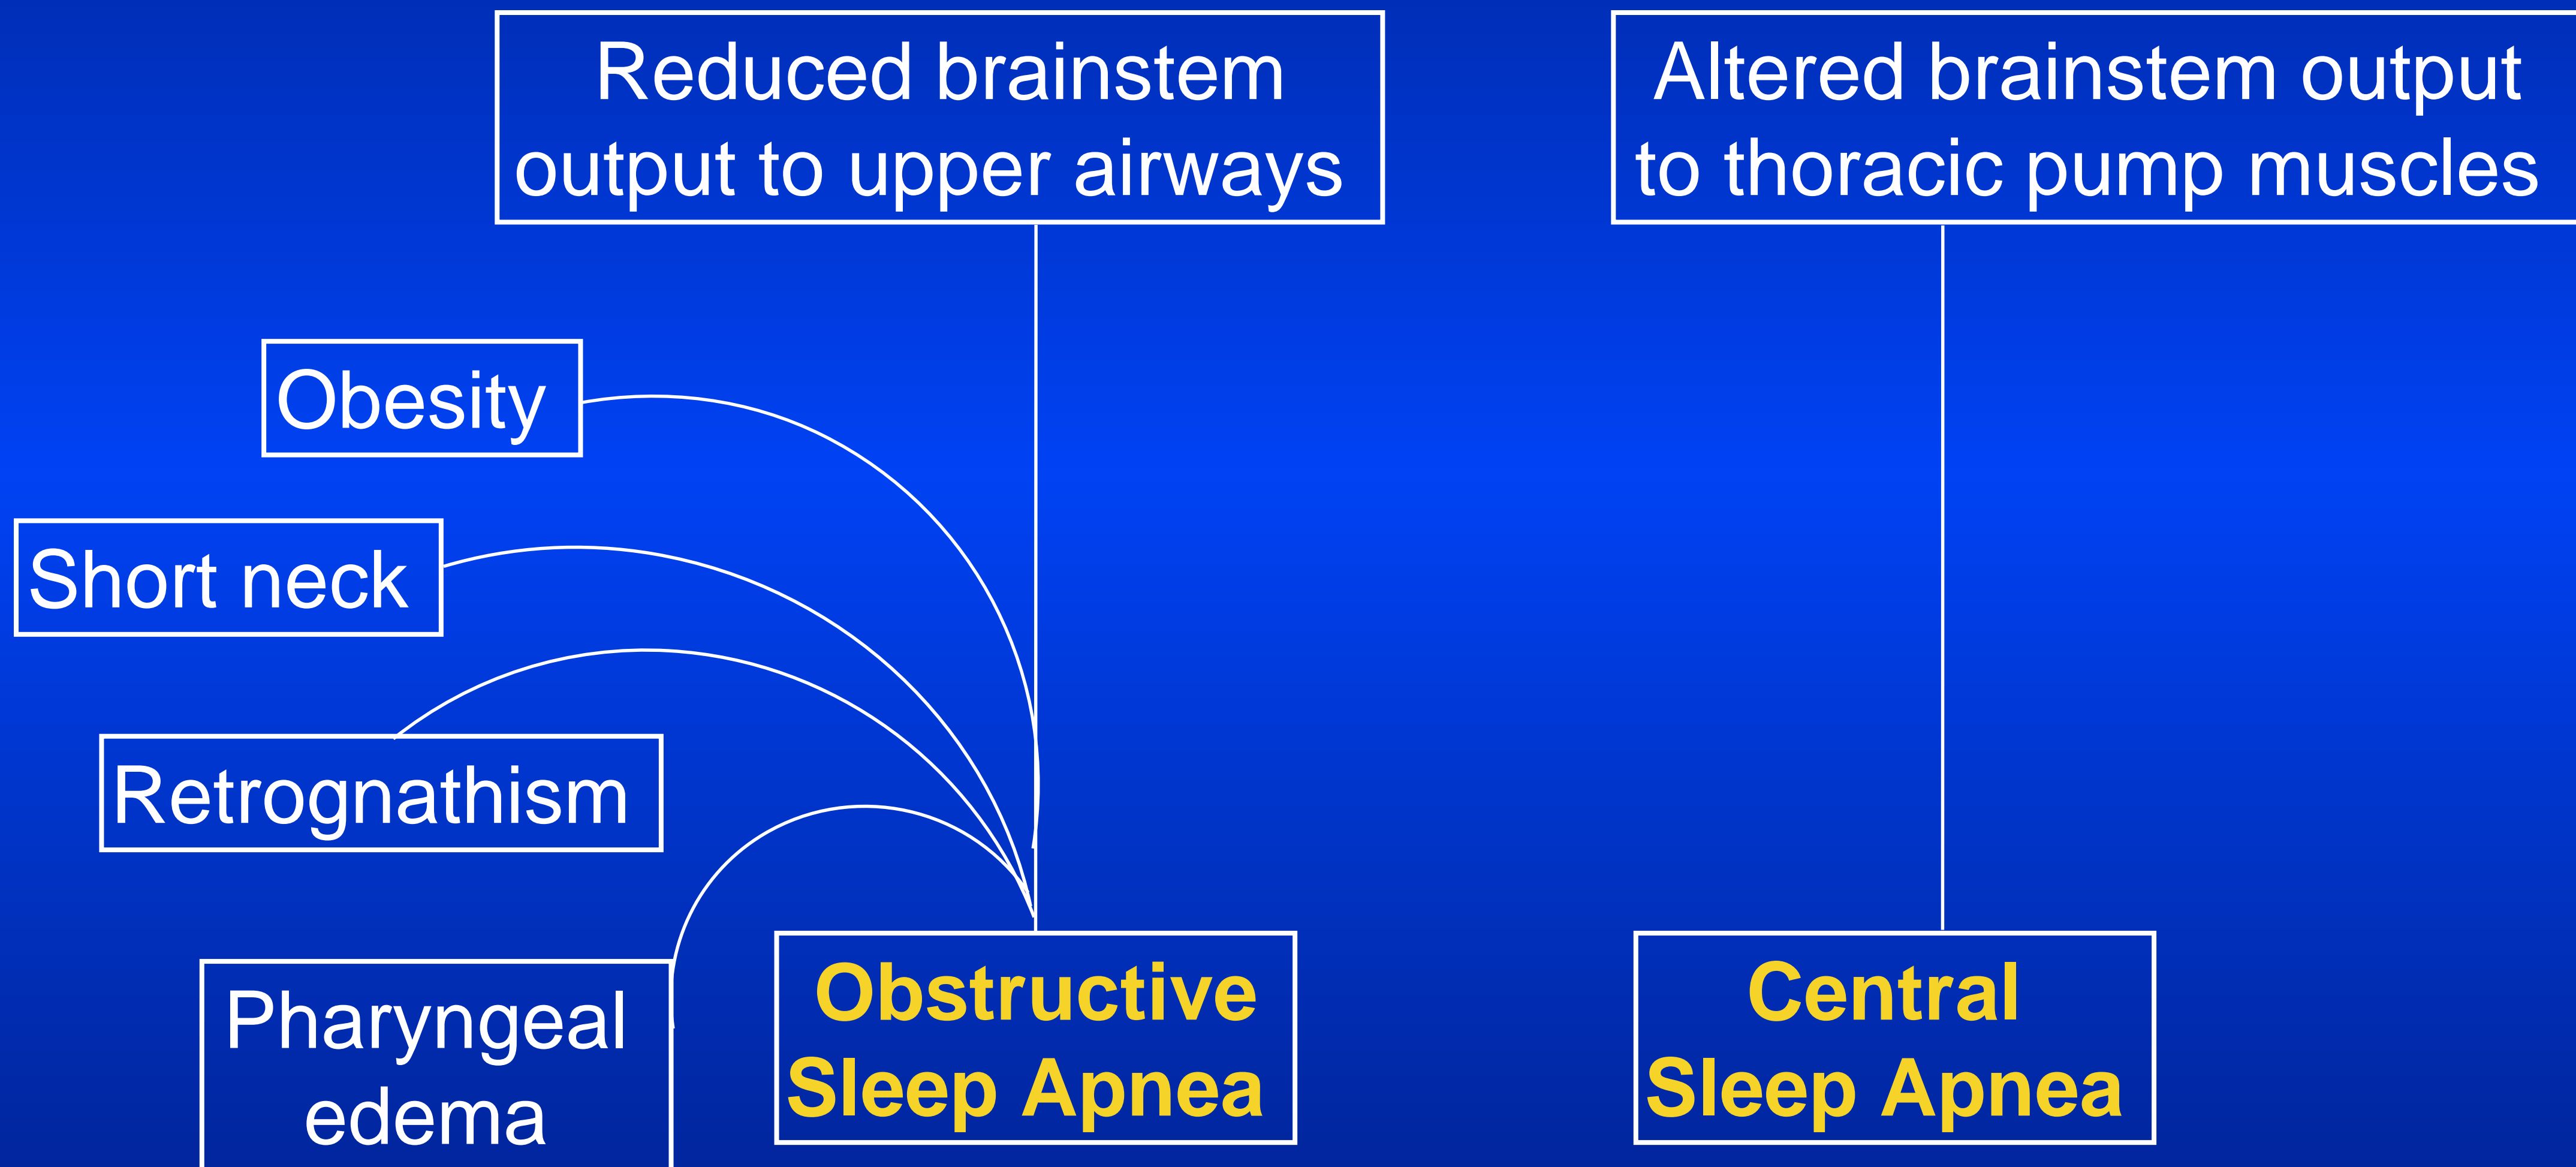 Reduced brainstem
output to upper airways
Altered brainstem output
to thoracic pump muscles
Obesity
Short neck
Retrognathism
Pharyngeal
edema
Obstructive
Sleep Apnea
Central
Sleep Apnea